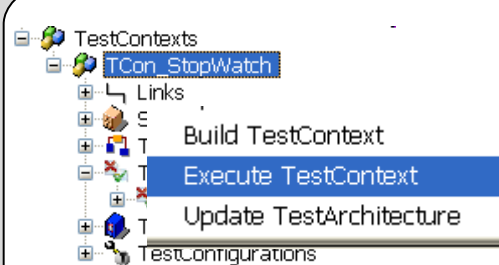 TestContexts
TCon_StopWatch
Links
S
Build TestContext
T
T
Execute TestContext
T
Update TestArchitecture
TestConfigurations